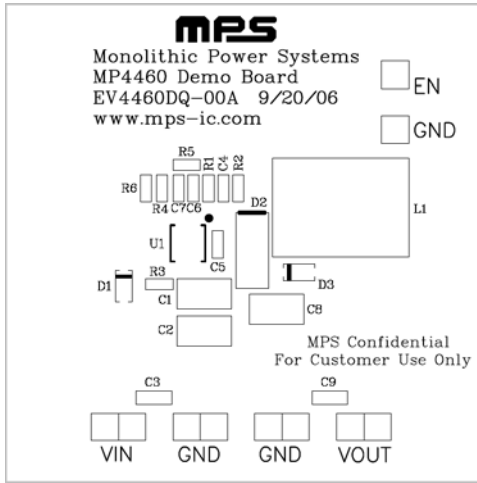 mps
Monolithic Power Systems
MP4460 Demo Board
EV4460DQ-00A 9/20/06
www.mps-ic.com
EN
GND
R5
R1
C4
R2
R6
R4
C7
C6
D2
L1
U1
C5
D1
R3
D3
C1
C8
C2
MPS Confidential
For Customer Use Only
C3
C9
VIN
GND
GND
VOUT